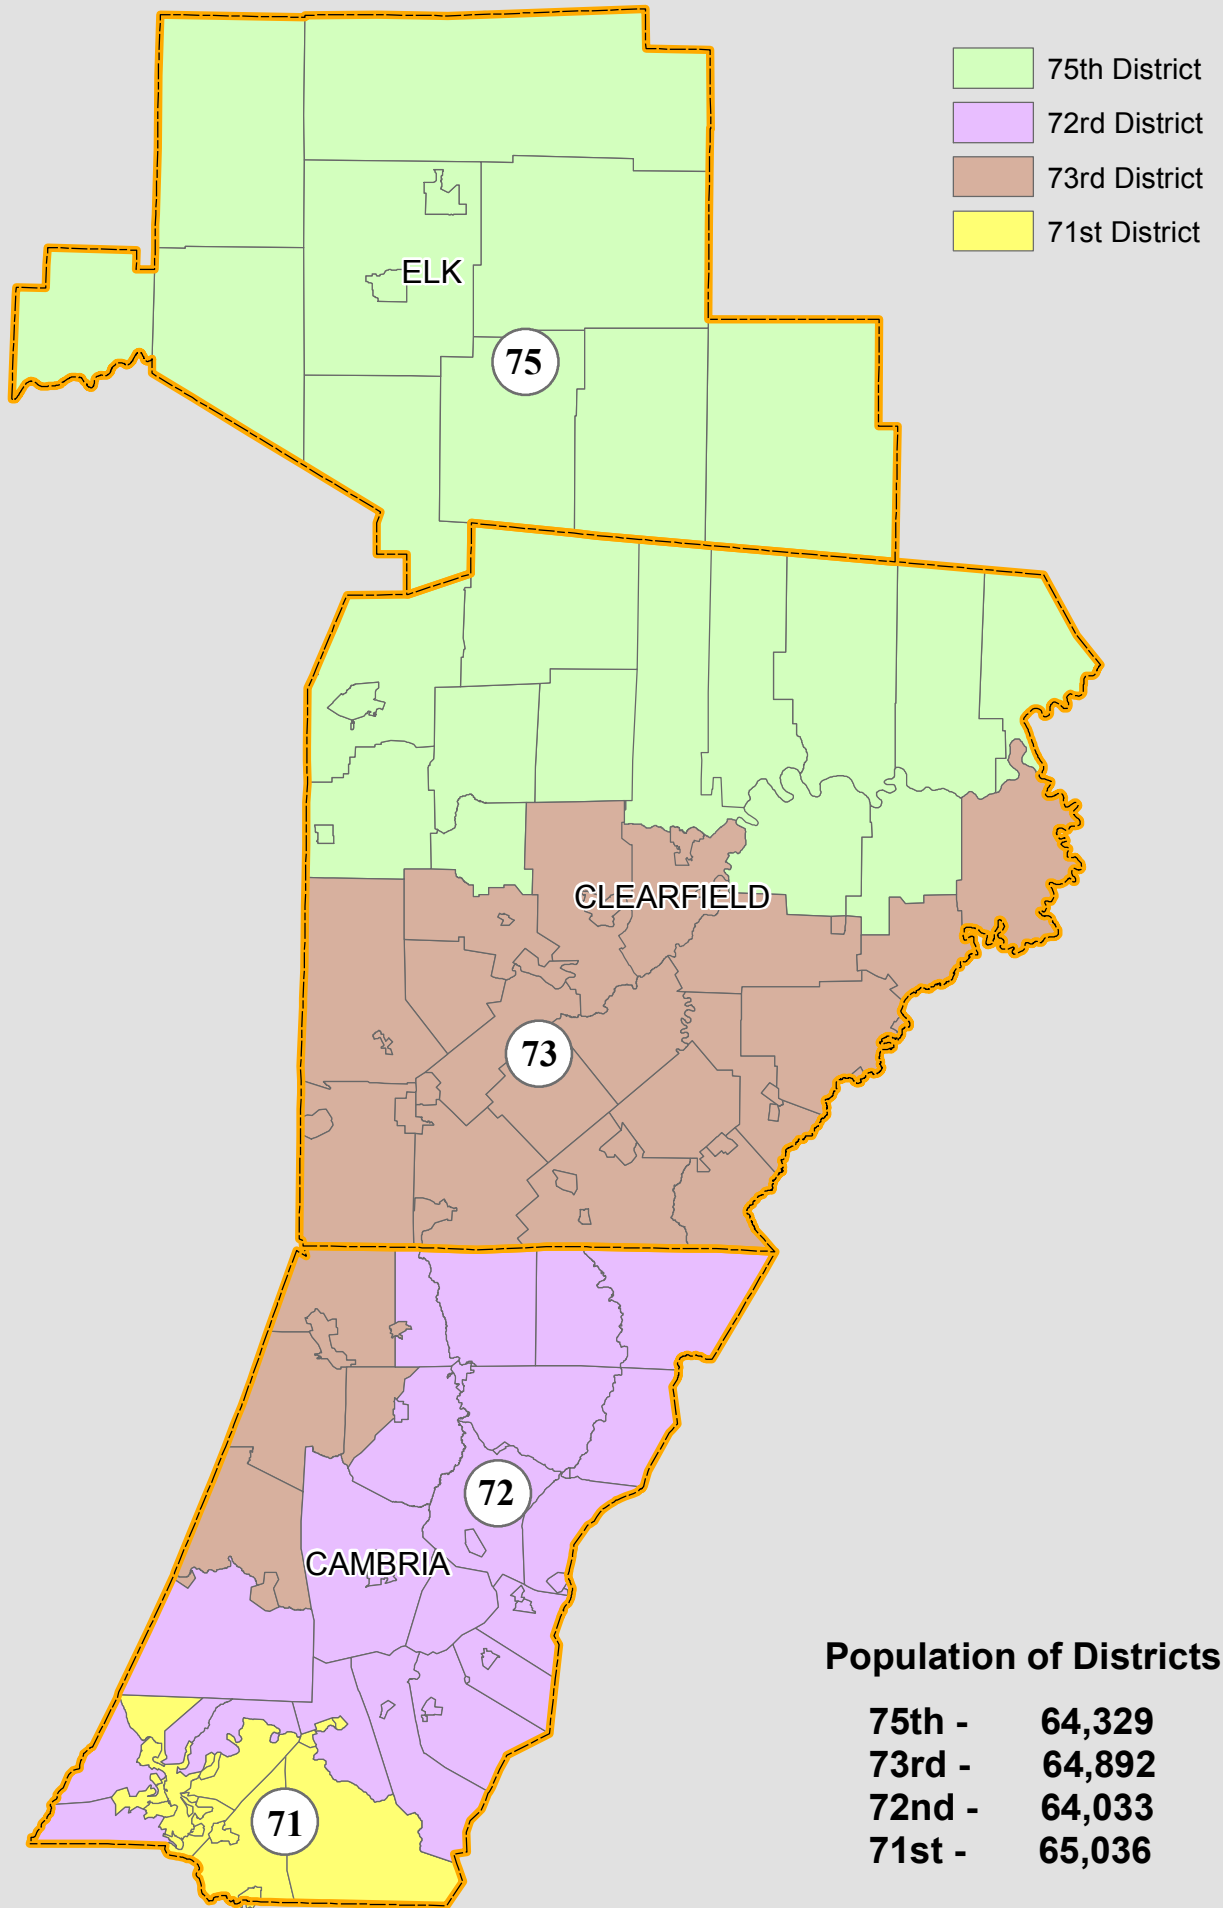 75th District
72rd District
73rd District
71st District
ELK
75
CLEARFIELD
73
72
CAMBRIA
71
Population of Districts
75th - 64,329
73rd - 64,892
72nd - 64,033
71st - 65,036